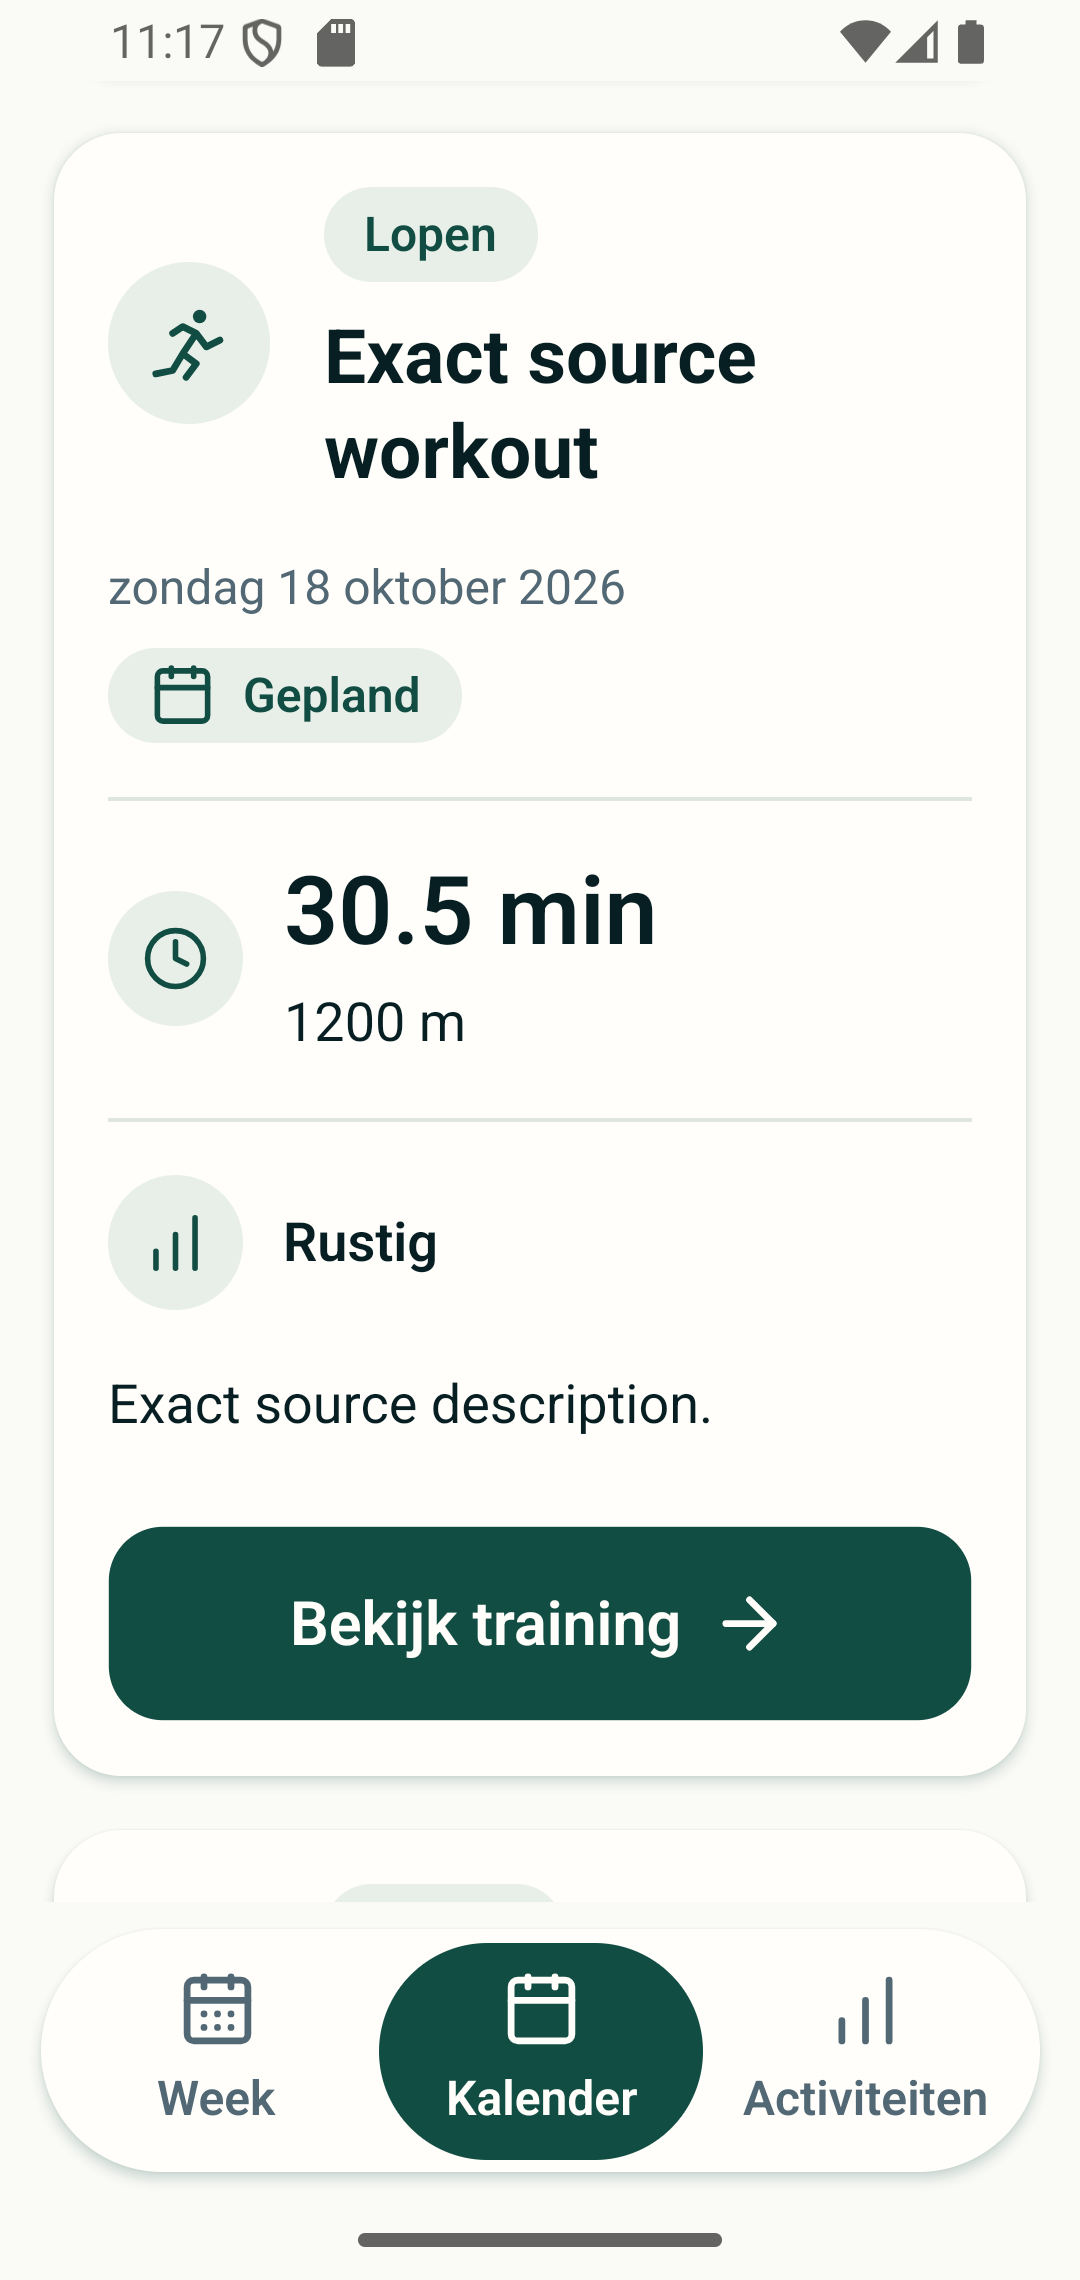 11:17
Lopen
Exact source
workout
zondag 18 oktober 2026
Gepland
30.5 min
1200 m
Rustig
Exact source description.
Bekijk training
Week
Kalender
Activiteiten